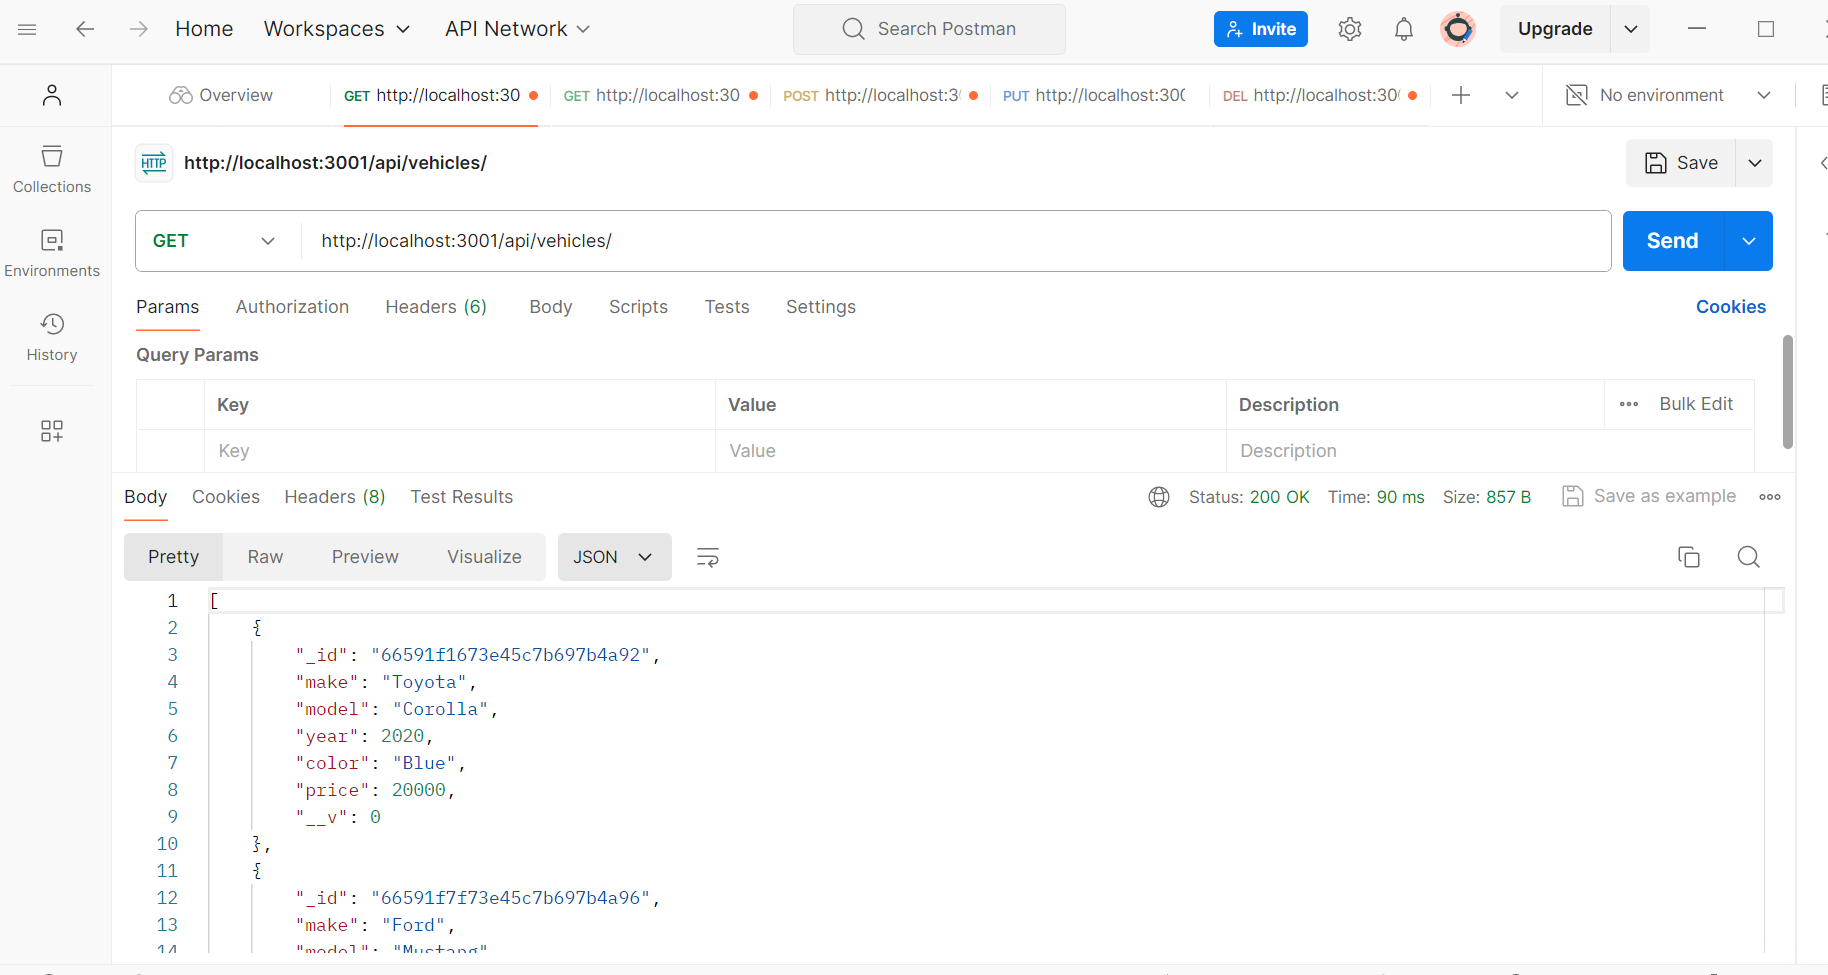 Home Workspaces API Network Search Postman Invite Upgrade
Overview GET http://localhost:30 GET http://localhost:30 POST http://localhost:3 PUT http://localhost:300 DEL http://localhost:30 No environment
HTTP http://localhost:3001/api/vehicles/ Save
GET http://localhost:3001/api/vehicles/ Send
Collections
Environments
History
Params Authorization Headers (6) Body Scripts Tests Settings Cookies
Query Params
Key Value Description Bulk Edit
Key Value Description
Body Cookies Headers (8) Test Results Status: 200 OK Time: 90 ms Size: 857 B Save as example
Pretty Raw Preview Visualize JSON
1 [
2 {
3 "_id": "66591f1673e45c7b697b4a92",
4 "make": "Toyota",
5 "model": "Corolla",
6 "year": 2020,
7 "color": "Blue",
8 "price": 20000,
9 "__v": 0
10 },
11 {
12 "_id": "66591f7f73e45c7b697b4a96",
13 "make": "Ford",
14 "model": "Mustang"